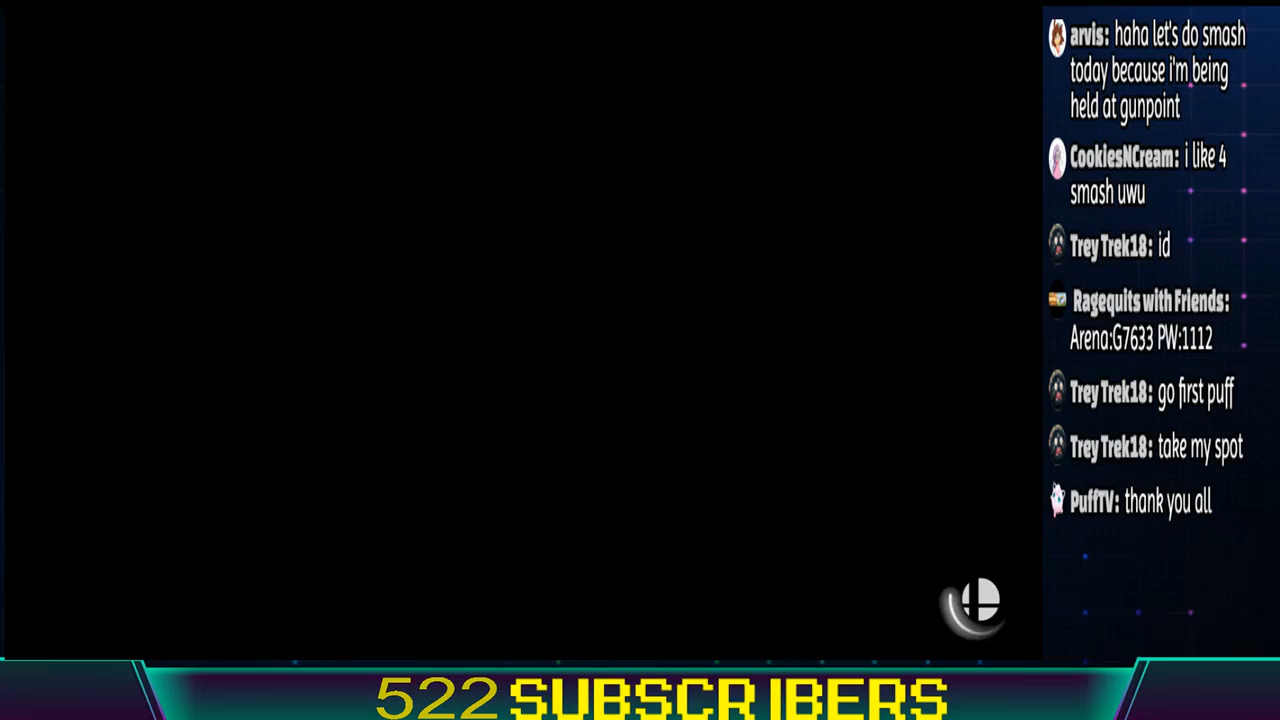 arvis: haha let's do smash
today because i'm being
held at gunpoint
CookiesNCream: i like 4
smash uwu
Trey Trek18: id
Ragequits with Friends:
Arena:G7633 PW:1112
Trey Trek18: go first puff
Trey Trek18: take my spot
PuffTV: thank you all
522 SUBSCRIBERS